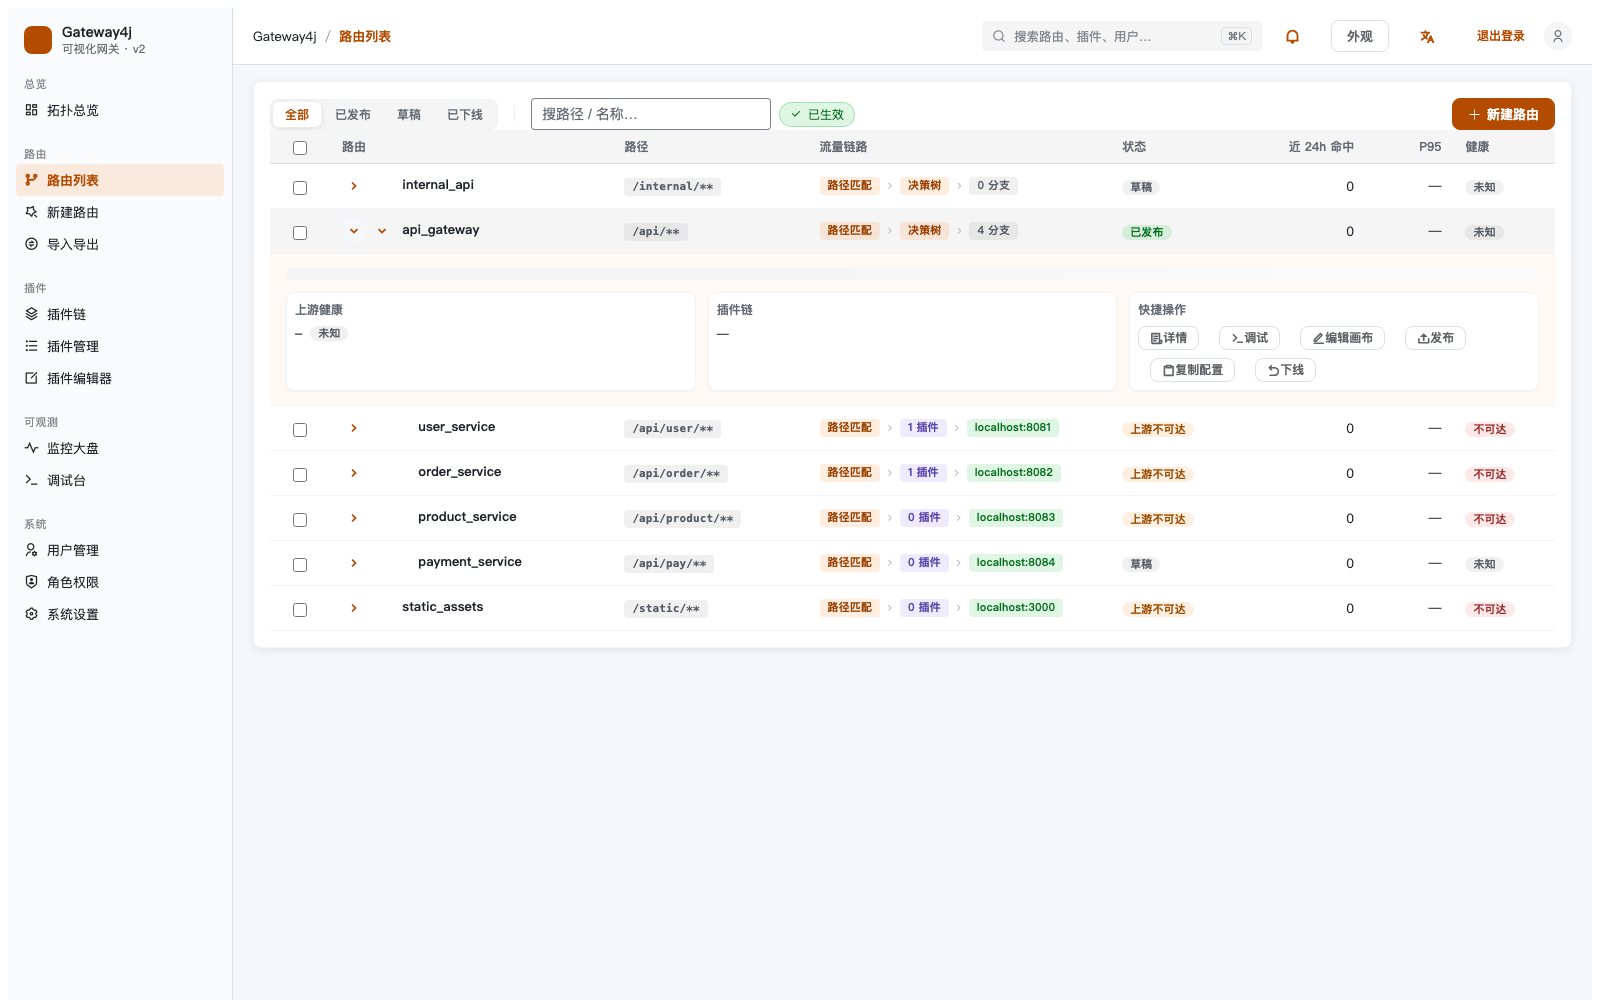 Gateway4j
可视化网关 · v2
总览
拓扑总览
路由
路由列表
新建路由
导入导出
插件
插件链
插件管理
插件编辑器
可观测
监控大盘
调试台
系统
用户管理
角色权限
系统设置
Gateway4j / 路由列表
搜索路由、插件、用户... ⌘K
外观
退出登录
全部 已发布 草稿 已下线
搜路径 / 名称...
已生效
新建路由
路由 路径 流量链路 状态 近 24h 命中 P95 健康
internal_api /internal/** 路径匹配 › 决策树 › 0 分支 草稿 0 — 未知
api_gateway /api/** 路径匹配 › 决策树 › 4 分支 已发布 0 — 未知
上游健康
– 未知
插件链
—
快捷操作
详情 调试 编辑画布 发布
复制配置 下线
user_service /api/user/** 路径匹配 › 1 插件 › localhost:8081 上游不可达 0 — 不可达
order_service /api/order/** 路径匹配 › 1 插件 › localhost:8082 上游不可达 0 — 不可达
product_service /api/product/** 路径匹配 › 0 插件 › localhost:8083 上游不可达 0 — 不可达
payment_service /api/pay/** 路径匹配 › 0 插件 › localhost:8084 草稿 0 — 未知
static_assets /static/** 路径匹配 › 0 插件 › localhost:3000 上游不可达 0 — 不可达